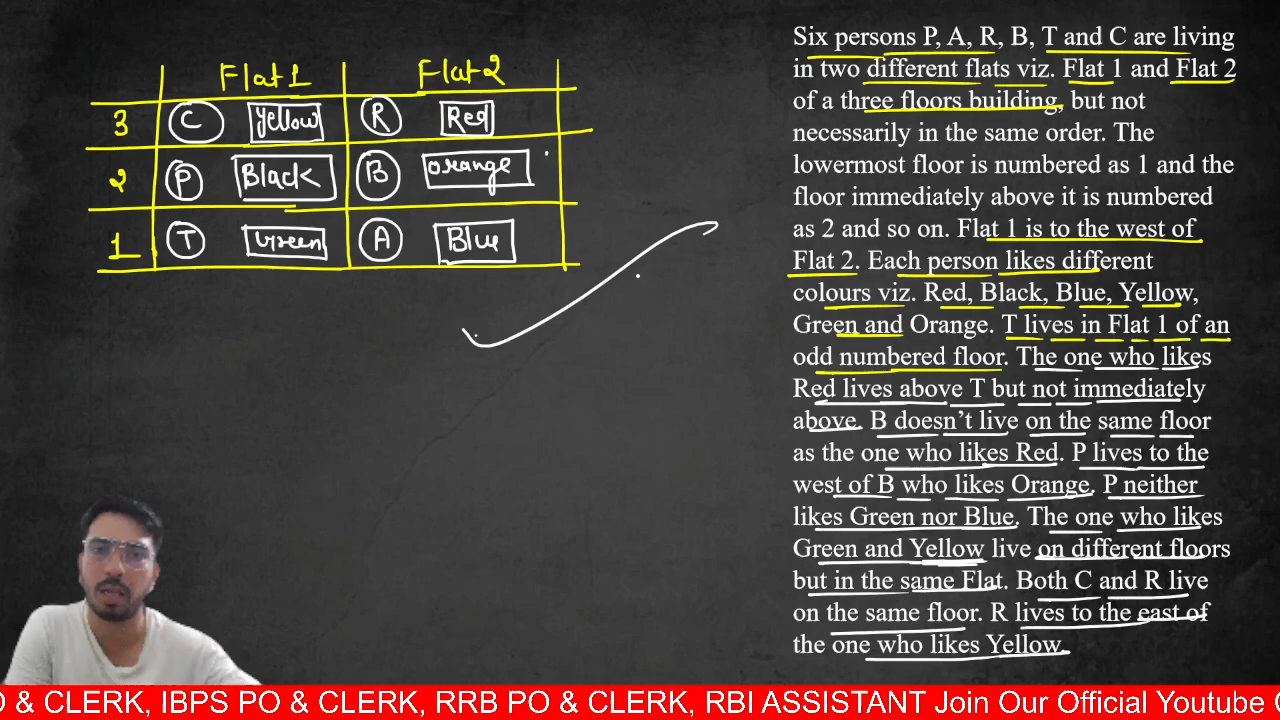 Flat 1 Flat 2
3 C Yellow R Red
2 P Black B Orange
1 T Green A Blue
Six persons P, A, R, B, T and C are living
in two different flats viz. Flat 1 and Flat 2
of a three floors building, but not
necessarily in the same order. The
lowermost floor is numbered as 1 and the
floor immediately above it is numbered
as 2 and so on. Flat 1 is to the west of
Flat 2. Each person likes different
colours viz. Red, Black, Blue, Yellow,
Green and Orange. T lives in Flat 1 of an
odd numbered floor. The one who likes
Red lives above T but not immediately
above. B doesn’t live on the same floor
as the one who likes Red. P lives to the
west of B who likes Orange. P neither
likes Green nor Blue. The one who likes
Green and Yellow live on different floors
but in the same Flat. Both C and R live
on the same floor. R lives to the east of
the one who likes Yellow.
O & CLERK, IBPS PO & CLERK, RRB PO & CLERK, RBI ASSISTANT Join Our Official Youtube